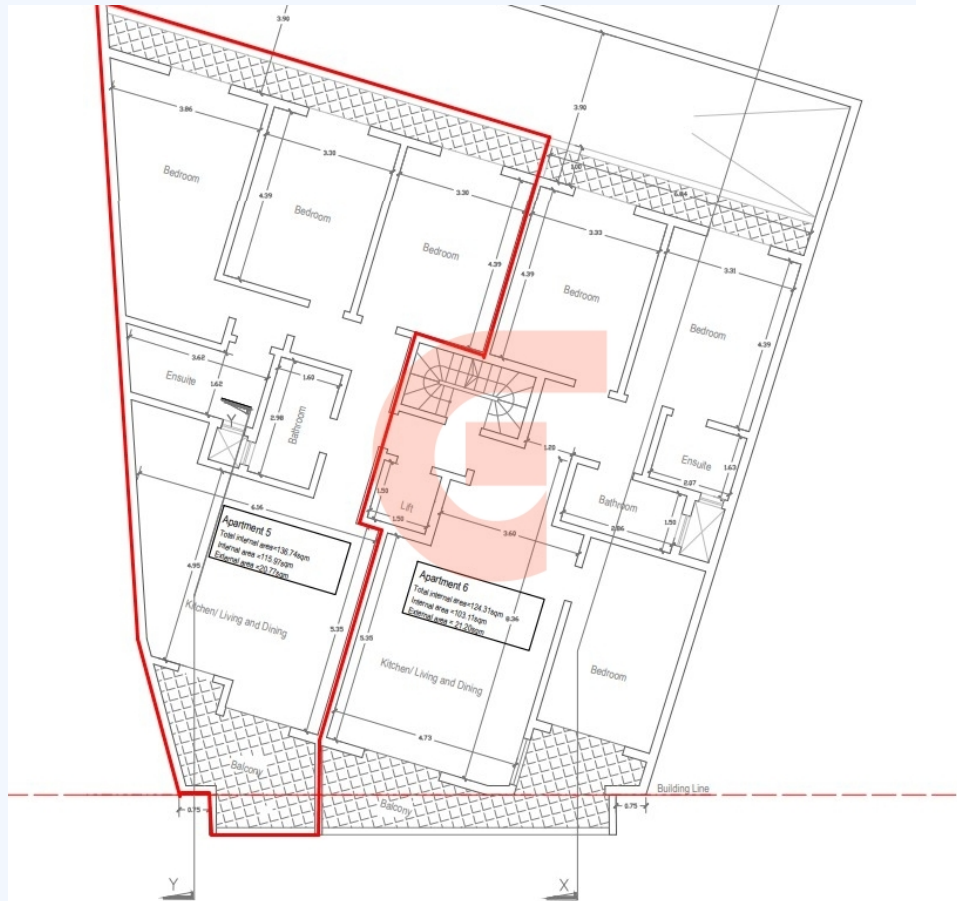 3.90
3.90
3.86
3.30
3.30
3.00
6.84
Bedroom
Bedroom
Bedroom
4.39
4.39
3.33
3.31
4.39
Bedroom
Bedroom
4.39
3.62
Ensuite
1.62
1.60
2.98
Bathroom
Y
1.20
Ensuite
1.63
2.07
Bathroom
1.50
2.86
1.50
Lift
1.50
3.60
6.16
Apartment 5
Total internal area=136.74sqm
Internal area =115.97sqm
External area =20.77sqm
4.95
Kitchen/ Living and Dining
5.35
5.35
Apartment 6
Total internal area=124.31sqm
Internal area =103.11sqm
External area = 21.20sqm
8.36
Kitchen/ Living and Dining
Bedroom
4.73
Balcony
Balcony
Building Line
0.75
0.75
Y
X